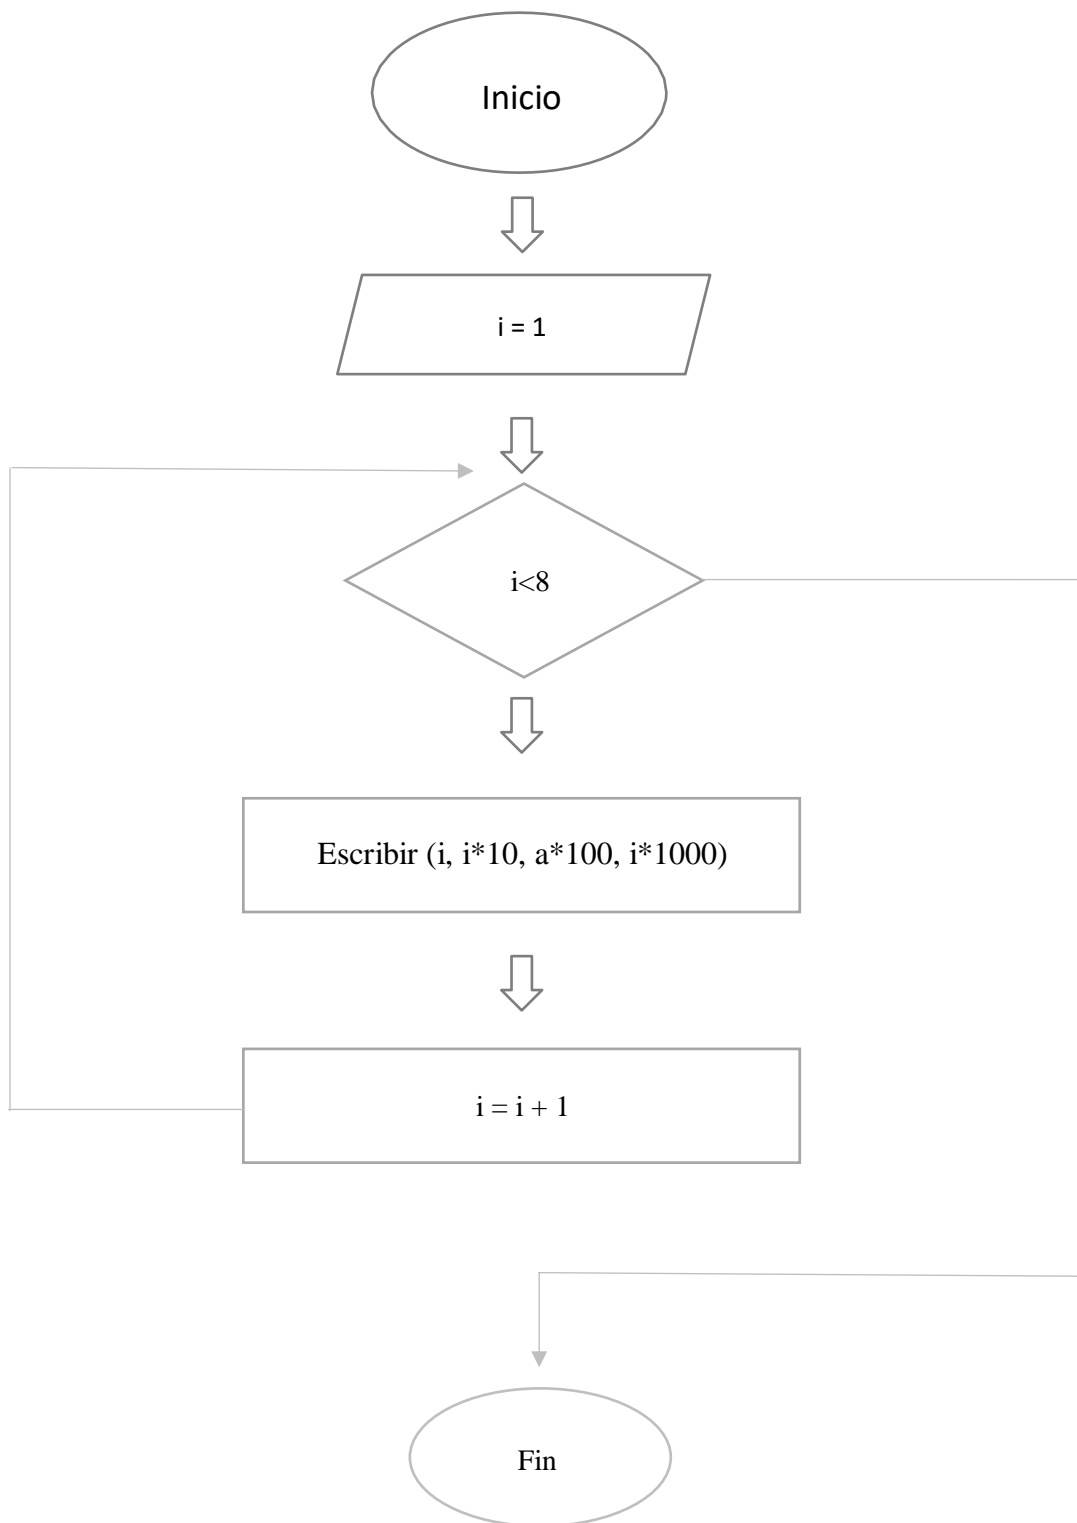 Inicio
i = 1
i<8
Escribir (i, i*10, a*100, i*1000)
i = i + 1
Fin